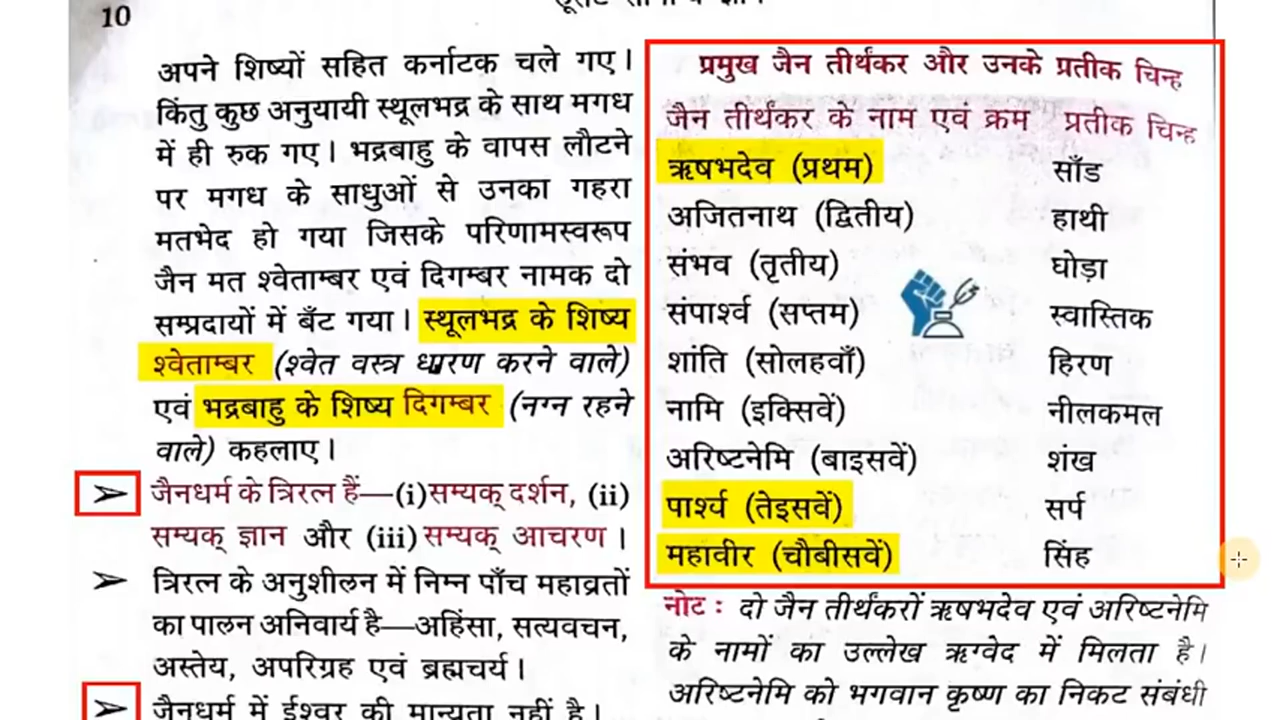 10
अपने शिष्यों सहित कर्नाटक चले गए।
किंतु कुछ अनुयायी स्थूलभद्र के साथ मगध
में ही रुक गए। भद्रबाहु के वापस लौटने
पर मगध के साधुओं से उनका गहरा
मतभेद हो गया जिसके परिणामस्वरूप
जैन मत श्वेताम्बर एवं दिगम्बर नामक दो
सम्प्रदायों में बँट गया। स्थूलभद्र के शिष्य
श्वेताम्बर (श्वेत वस्त्र धारण करने वाले)
एवं भद्रबाहु के शिष्य दिगम्बर (नग्न रहने
वाले) कहलाए।
➢ जैनधर्म के त्रिरत्न हैं—(i) सम्यक् दर्शन, (ii)
सम्यक् ज्ञान और (iii) सम्यक् आचरण।
➢ त्रिरत्न के अनुशीलन में निम्न पाँच महाव्रतों
का पालन अनिवार्य है—अहिंसा, सत्यवचन,
अस्तेय, अपरिग्रह एवं ब्रह्मचर्य।
➢ जैनधर्म में ईश्वर की मान्यता नहीं है।
प्रमुख जैन तीर्थंकर और उनके प्रतीक चिन्ह
जैन तीर्थंकर के नाम एवं क्रम प्रतीक चिन्ह
ऋषभदेव (प्रथम) साँड
अजितनाथ (द्वितीय) हाथी
संभव (तृतीय) घोड़ा
संपार्श्व (सप्तम) स्वास्तिक
शांति (सोलहवाँ) हिरण
नामि (इक्सिवें) नीलकमल
अरिष्टनेमि (बाइसवें) शंख
पार्श्य (तेइसवें) सर्प
महावीर (चौबीसवें) सिंह
नोट : दो जैन तीर्थंकरों ऋषभदेव एवं अरिष्टनेमि
के नामों का उल्लेख ऋग्वेद में मिलता है।
अरिष्टनेमि को भगवान कृष्ण का निकट संबंधी